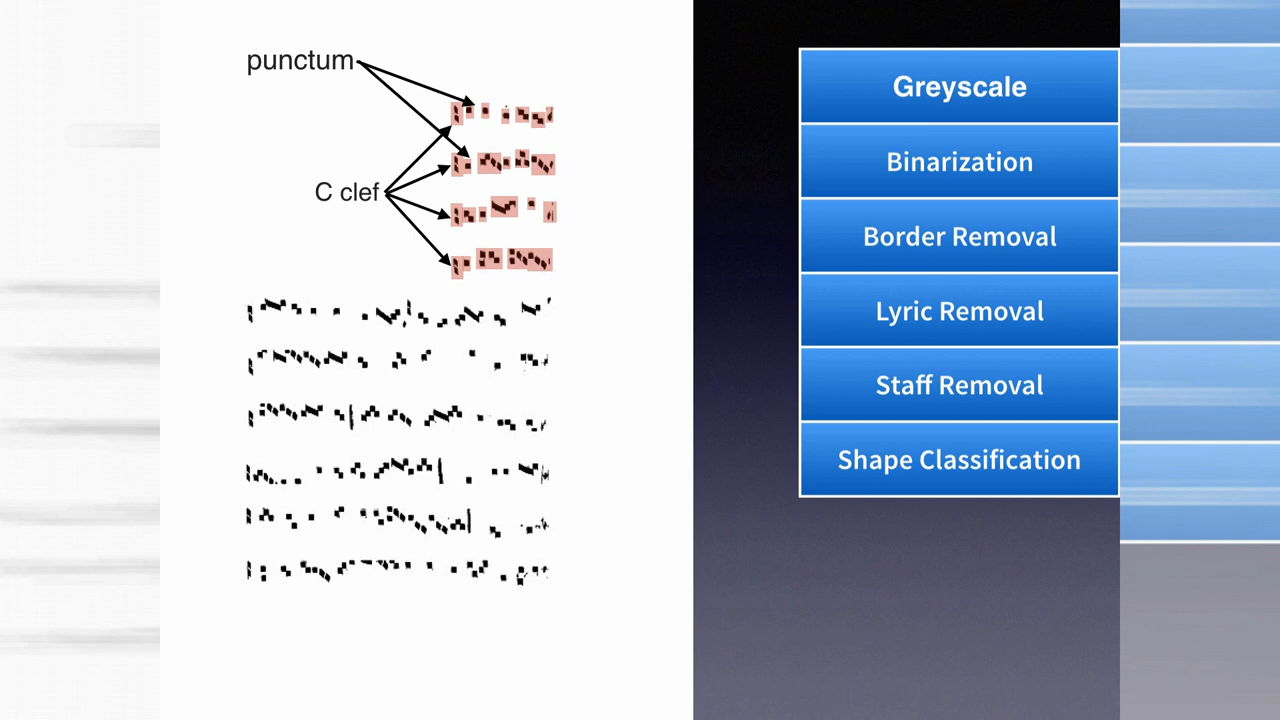 punctum
C clef
Greyscale
Binarization
Border Removal
Lyric Removal
Staff Removal
Shape Classification